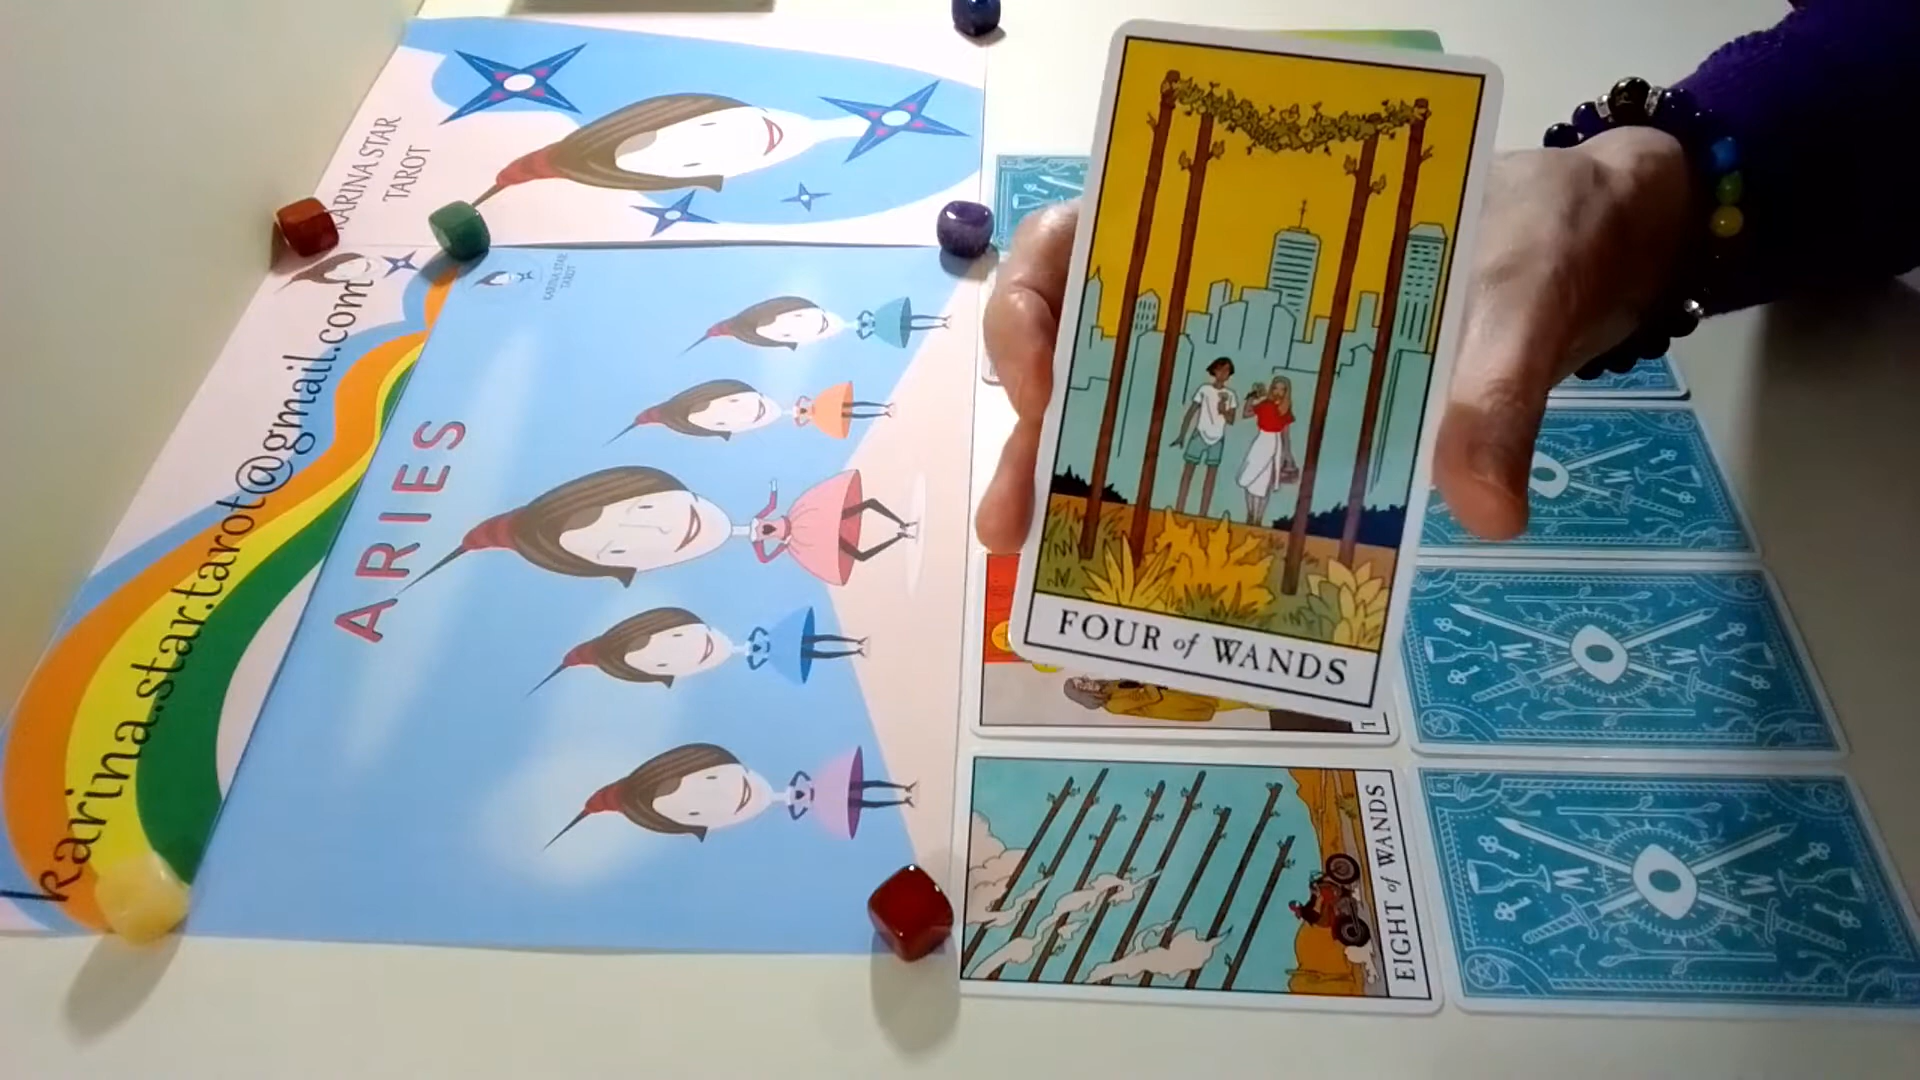 KARINA STAR
TAROT
karina.star.tarot@gmail.com
KARINA STAR
TAROT
ARIES
FOUR of WANDS
EIGHT of WANDS
W
W
W
W
W
W